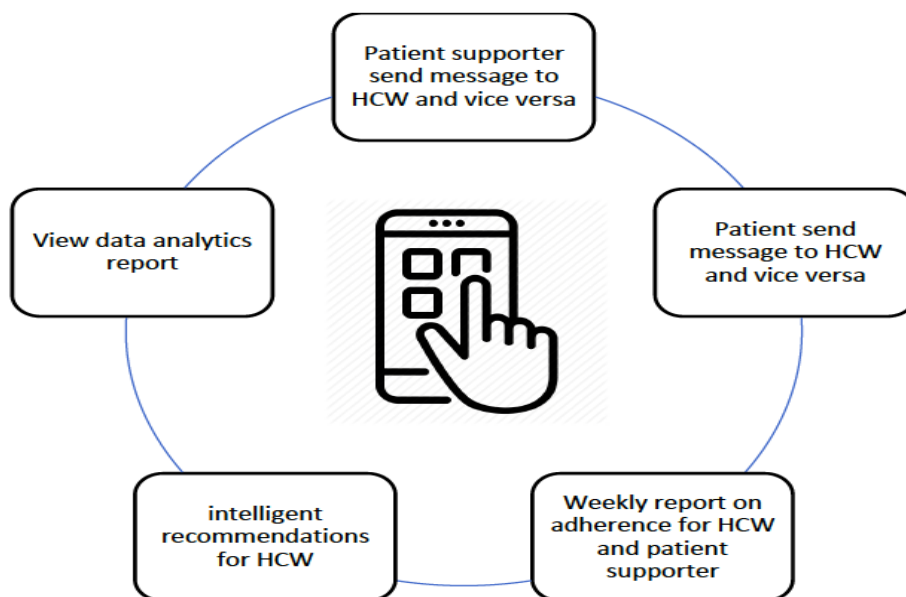 Patient supporter
send message to
HCW and vice versa
View data analytics
report
Patient send
message to HCW
and vice versa
intelligent
recommendations
for HCW
Weekly report on
adherence for HCW
and patient
supporter